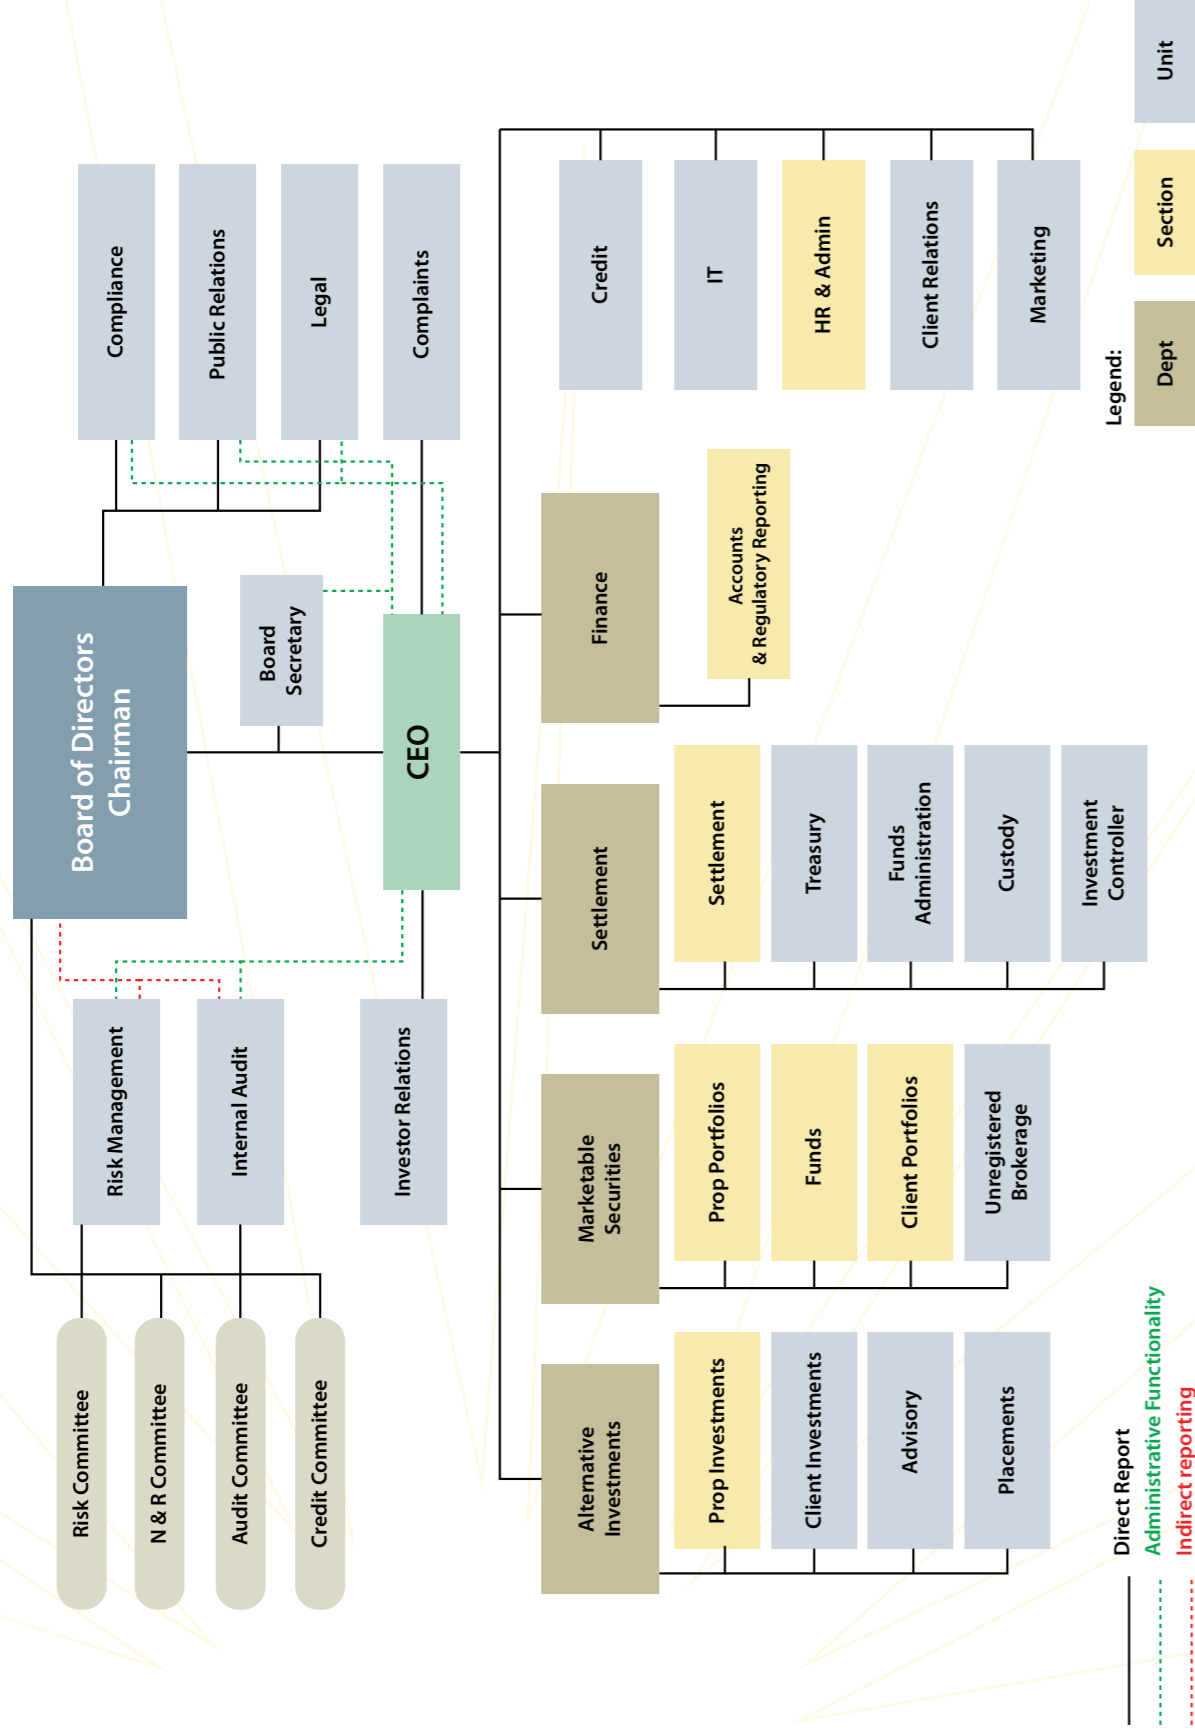 Board of Directors
Chairman
Risk Committee
N & R Committee
Audit Committee
Credit Committee
Risk Management
Internal Audit
Investor Relations
Board
Secretary
CEO
Compliance
Public Relations
Legal
Complaints
Alternative
Investments
Prop Investments
Client Investments
Advisory
Placements
Marketable
Securities
Prop Portfolios
Funds
Client Portfolios
Unregistered
Brokerage
Settlement
Settlement
Treasury
Funds
Administration
Custody
Investment
Controller
Finance
Accounts
& Regulatory Reporting
Credit
IT
HR & Admin
Client Relations
Marketing
Direct Report
Administrative Functionality
Indirect reporting
Legend:
Dept
Section
Unit